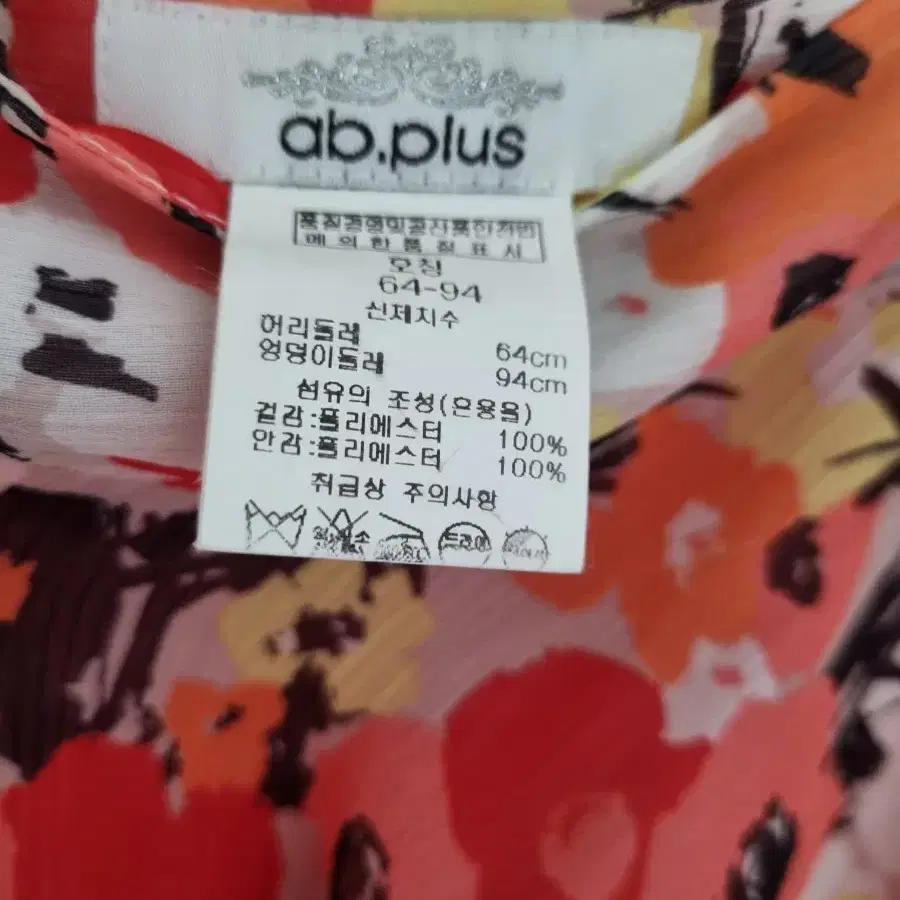 ab.plus
품질경영및공산품안전법
에 의 한 품 질 표 시
호칭
64-94
신체치수
허리둘레 64cm
엉덩이둘레 94cm
섬유의 조성(혼용율)
겉감:폴리에스터 100%
안감:폴리에스터 100%
취급상 주의사항
드라이